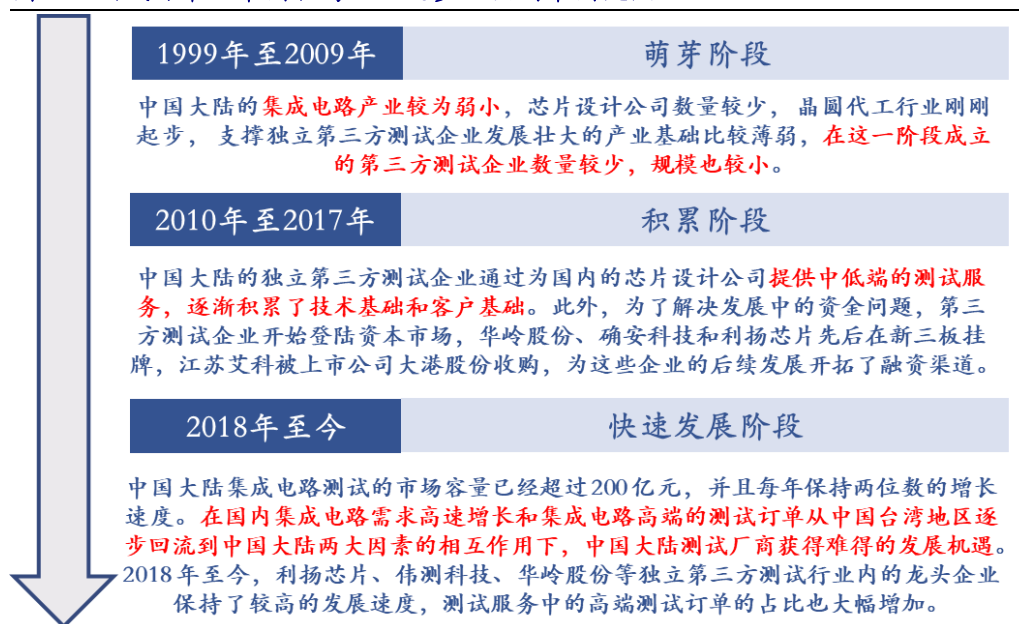 1999年至2009年
萌芽阶段
中国大陆的集成电路产业较为弱小，芯片设计公司数量较少，晶圆代工行业刚刚
起步，支撑独立第三方测试企业发展壮大的产业基础比较薄弱，在这一阶段成立
的第三方测试企业数量较少，规模也较小。
2010年至2017年
积累阶段
中国大陆的独立第三方测试企业通过为国内的芯片设计公司提供中低端的测试服
务，逐渐积累了技术基础和客户基础。此外，为了解决发展中的资金问题，第三
方测试企业开始登陆资本市场，华岭股份、确安科技和利扬芯片先后在新三板挂
牌，江苏艾科被上市公司大港股份收购，为这些企业的后续发展开拓了融资渠道。
2018年至今
快速发展阶段
中国大陆集成电路测试的市场容量已经超过200亿元，并且每年保持两位数的增长
速度。在国内集成电路需求高速增长和集成电路高端的测试订单从中国台湾地区逐
步回流到中国大陆两大因素的相互作用下，中国大陆测试厂商获得难得的发展机遇。
2018年至今，利扬芯片、伟测科技、华岭股份等独立第三方测试行业内的龙头企业
保持了较高的发展速度，测试服务中的高端测试订单的占比也大幅增加。